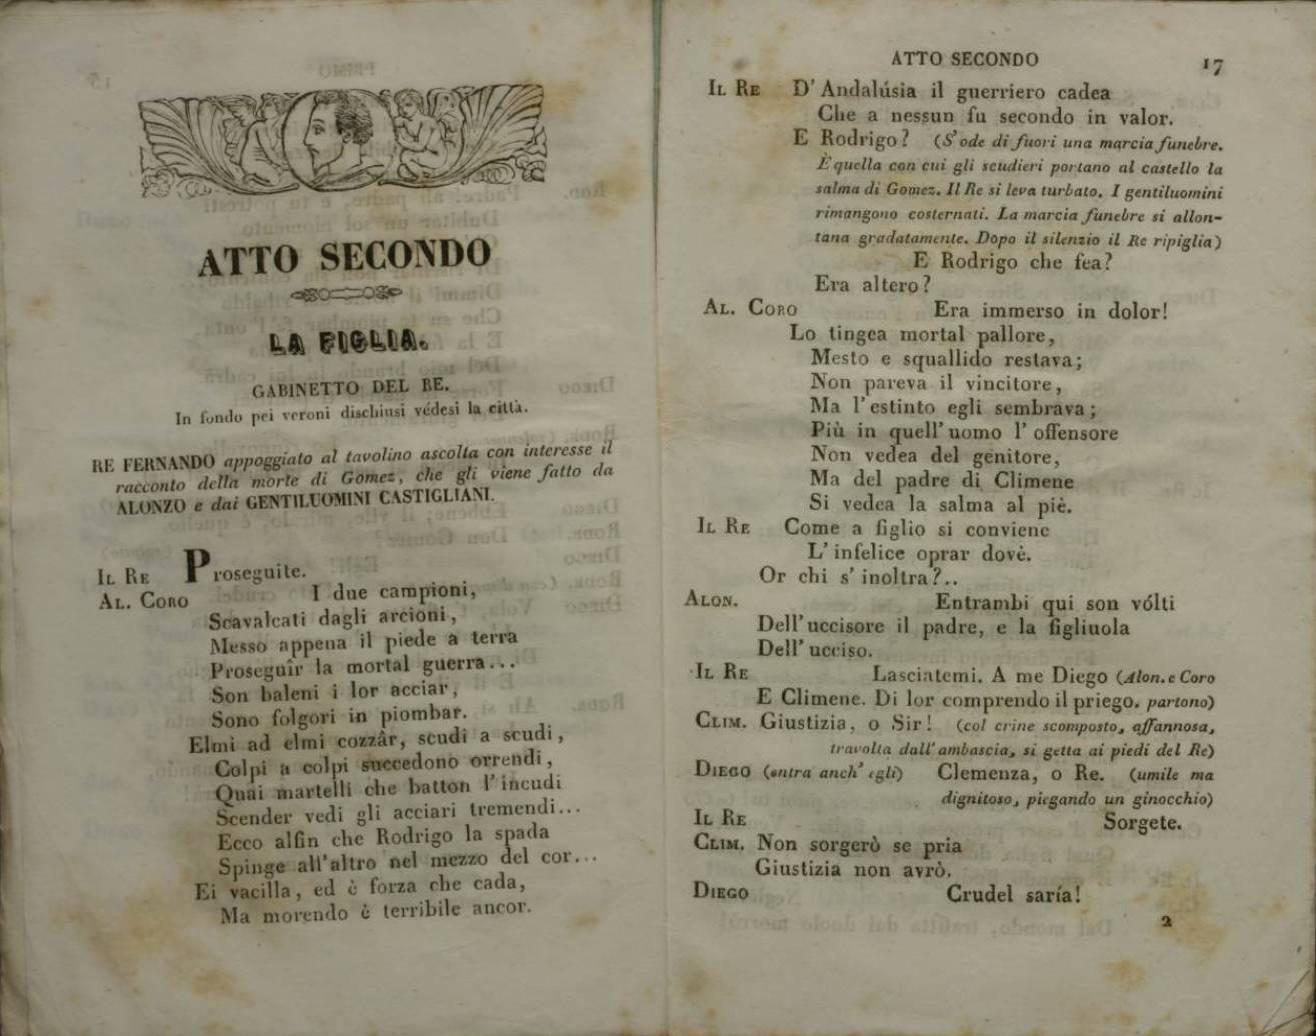 ATTO SECONDO
LA FIGLIA.
GABINETTO DEL RE.
In fondo pei veroni dischiusi védesi la città.
RE FERNANDO appoggiato al tavolino ascolta con interesse il
racconto della morte di Gomez, che gli viene fatto da
ALONZO e dai GENTILUOMINI CASTIGLIANI.
IL RE Proseguite.
AL. CORO I due campioni,
Scavalcati dagli arcioni,
Messo appena il piede a terra
Proseguîr la mortal guerra...
Son baleni i lor acciar,
Sono folgori in piombar.
Elmi ad elmi cozzâr, scudi a scudi,
Colpi a colpi succedono orrendi,
Quai martelli che batton l'incudi
Scender vedi gli acciari tremendi...
Ecco alfin che Rodrigo la spada
Spinge all'altro nel mezzo del cor...
Ei vacilla, ed è forza che cada,
Ma morendo è terribile ancor.
ATTO SECONDO 17
IL RE D'Andalúsia il guerriero cadea
Che a nessun fu secondo in valor.
E Rodrigo? (S'ode di fuori una marcia funebre.
È quella con cui gli scudieri portano al castello la
salma di Gomez. Il Re si leva turbato. I gentiluomini
rimangono costernati. La marcia funebre si allon-
tana gradatamente. Dopo il silenzio il Re ripiglia)
E Rodrigo che fea?
Era altero?
AL. CORO Era immerso in dolor!
Lo tingea mortal pallore,
Mesto e squallido restava;
Non pareva il vincitore,
Ma l'estinto egli sembrava;
Più in quell'uomo l'offensore
Non vedea del genitore,
Ma del padre di Climene
Si vedea la salma al piè.
IL RE Come a figlio si conviene
L'infelice oprar dovè.
Or chi s'inoltra?..
ALON. Entrambi qui son vólti
Dell'uccisore il padre, e la figliuola
Dell'ucciso.
IL RE Lasciatemi. A me Diego (Alon. e Coro
E Climene. Di lor comprendo il priego. partono)
CLIM. Giustizia, o Sir! (col crine scomposto, affannosa,
travolta dall'ambascia, si getta ai piedi del Re)
DIEGO (entra anch'egli) Clemenza, o Re. (umile ma
dignitoso, piegando un ginocchio)
IL RE Sorgete.
CLIM. Non sorgerò se pria
Giustizia non avrò.
DIEGO Crudel saría!
2